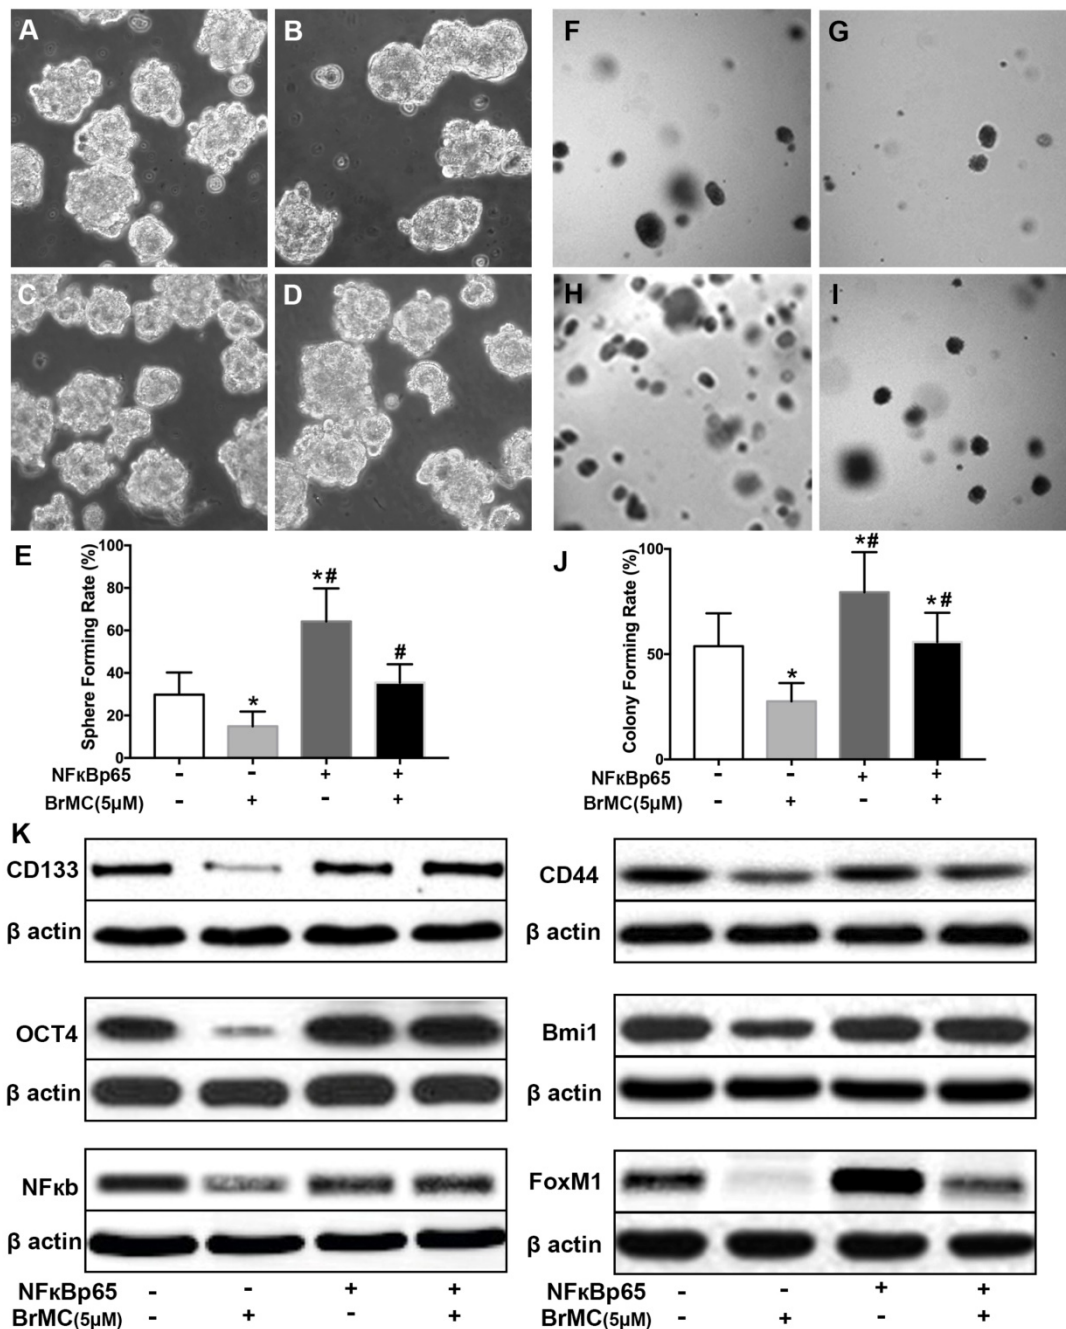 A
B
F
G
C
D
H
I
E
Sphere Forming Rate (%)
100
80
60
40
20
0
*
*#
#
NFκBp65 - - + +
BrMC(5μM) - + - +
J
Colony Forming Rate (%)
100
50
0
*
*#
*#
NFκBp65 - - + +
BrMC(5μM) - + - +
K
CD133
β actin
OCT4
β actin
NFκb
β actin
NFκBp65 - - + +
BrMC(5μM) - + - +
CD44
β actin
Bmi1
β actin
FoxM1
β actin
NFκBp65 - - + +
BrMC(5μM) - + - +